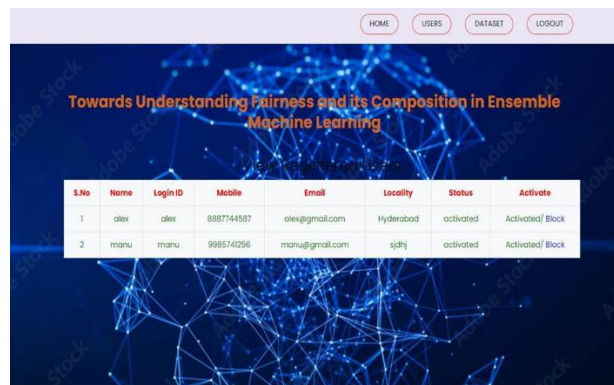 HOME USERS DATASET LOGOUT
Towards Understanding Fairness and its Composition in Ensemble
Machine Learning
View Registered Users
S.No Name Login ID Mobile Email Locality Status Activate
1 alex alex 8887744587 alex@gmail.com Hyderabad activated Activated/ Block
2 manu manu 9985741256 manu@gmail.com sjdhj activated Activated/ Block
Adobe Stock